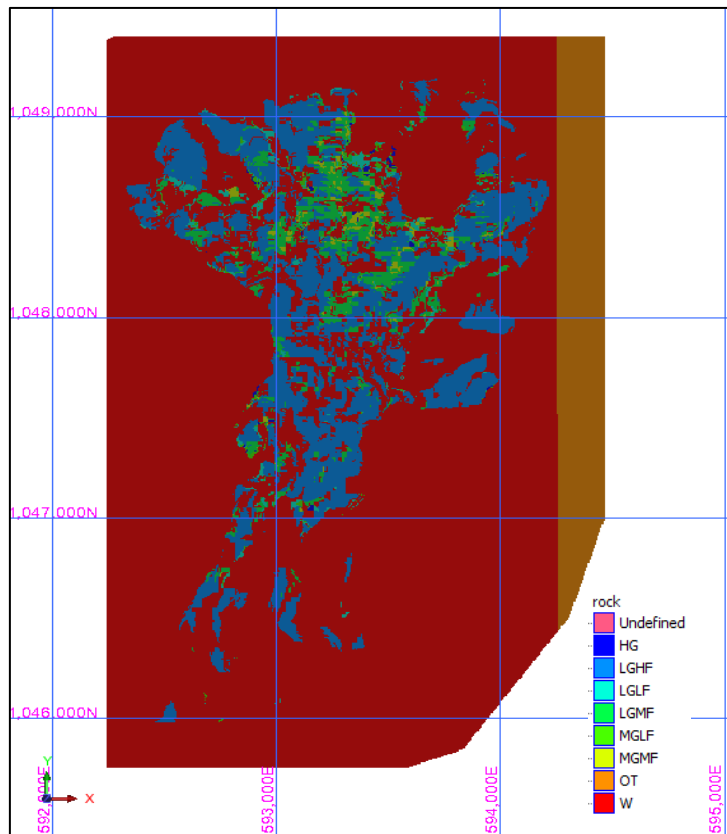 1,049,000N
1,048,000N
1,047,000N
1,046,000N
rock
Undefined
HG
LGHF
LGLF
LGMF
MGLF
MGMF
OT
W
Y
X
592,000E
593,000E
594,000E
595,000E